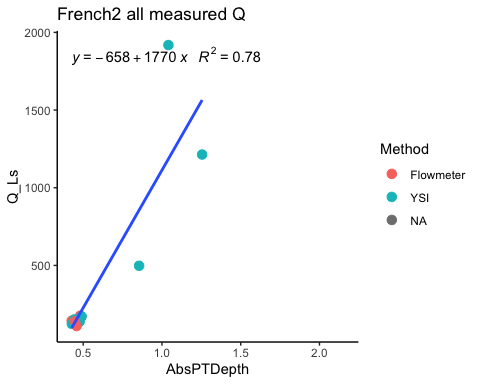 French2 all measured Q
y = −658 + 1770 x R² = 0.78
2000
1500
1000
500
Q_Ls
0.5 1.0 1.5 2.0
AbsPTDepth
Method
Flowmeter
YSI
NA